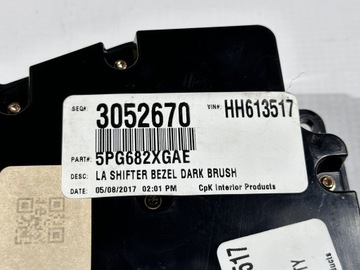 SEQ#: 3052670 VIN#: HH613517
PART#: 5PG682XGAE
DESC: LA SHIFTER BEZEL DARK BRUSH
DATE: 05/08/2017 02:01 PM CpK Interior Products
517